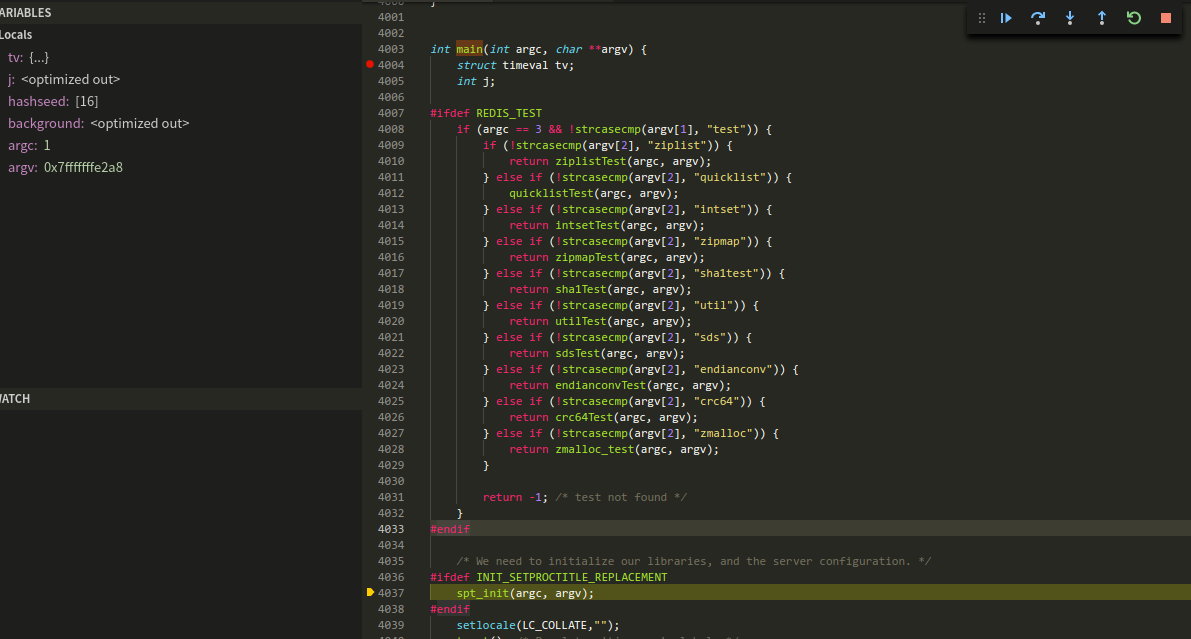 ARIABLES
Locals
tv: {...}
j: <optimized out>
hashseed: [16]
background: <optimized out>
argc: 1
argv: 0x7fffffffe2a8
ATCH
4000 }
4001
4002
4003 int main(int argc, char **argv) {
4004 struct timeval tv;
4005 int j;
4006
4007 #ifdef REDIS_TEST
4008 if (argc == 3 && !strcasecmp(argv[1], "test")) {
4009 if (!strcasecmp(argv[2], "ziplist")) {
4010 return ziplistTest(argc, argv);
4011 } else if (!strcasecmp(argv[2], "quicklist")) {
4012 quicklistTest(argc, argv);
4013 } else if (!strcasecmp(argv[2], "intset")) {
4014 return intsetTest(argc, argv);
4015 } else if (!strcasecmp(argv[2], "zipmap")) {
4016 return zipmapTest(argc, argv);
4017 } else if (!strcasecmp(argv[2], "sha1test")) {
4018 return sha1Test(argc, argv);
4019 } else if (!strcasecmp(argv[2], "util")) {
4020 return utilTest(argc, argv);
4021 } else if (!strcasecmp(argv[2], "sds")) {
4022 return sdsTest(argc, argv);
4023 } else if (!strcasecmp(argv[2], "endianconv")) {
4024 return endianconvTest(argc, argv);
4025 } else if (!strcasecmp(argv[2], "crc64")) {
4026 return crc64Test(argc, argv);
4027 } else if (!strcasecmp(argv[2], "zmalloc")) {
4028 return zmalloc_test(argc, argv);
4029 }
4030
4031 return -1; /* test not found */
4032 }
4033 #endif
4034
4035 /* We need to initialize our libraries, and the server configuration. */
4036 #ifdef INIT_SETPROCTITLE_REPLACEMENT
4037 spt_init(argc, argv);
4038 #endif
4039 setlocale(LC_COLLATE,"");